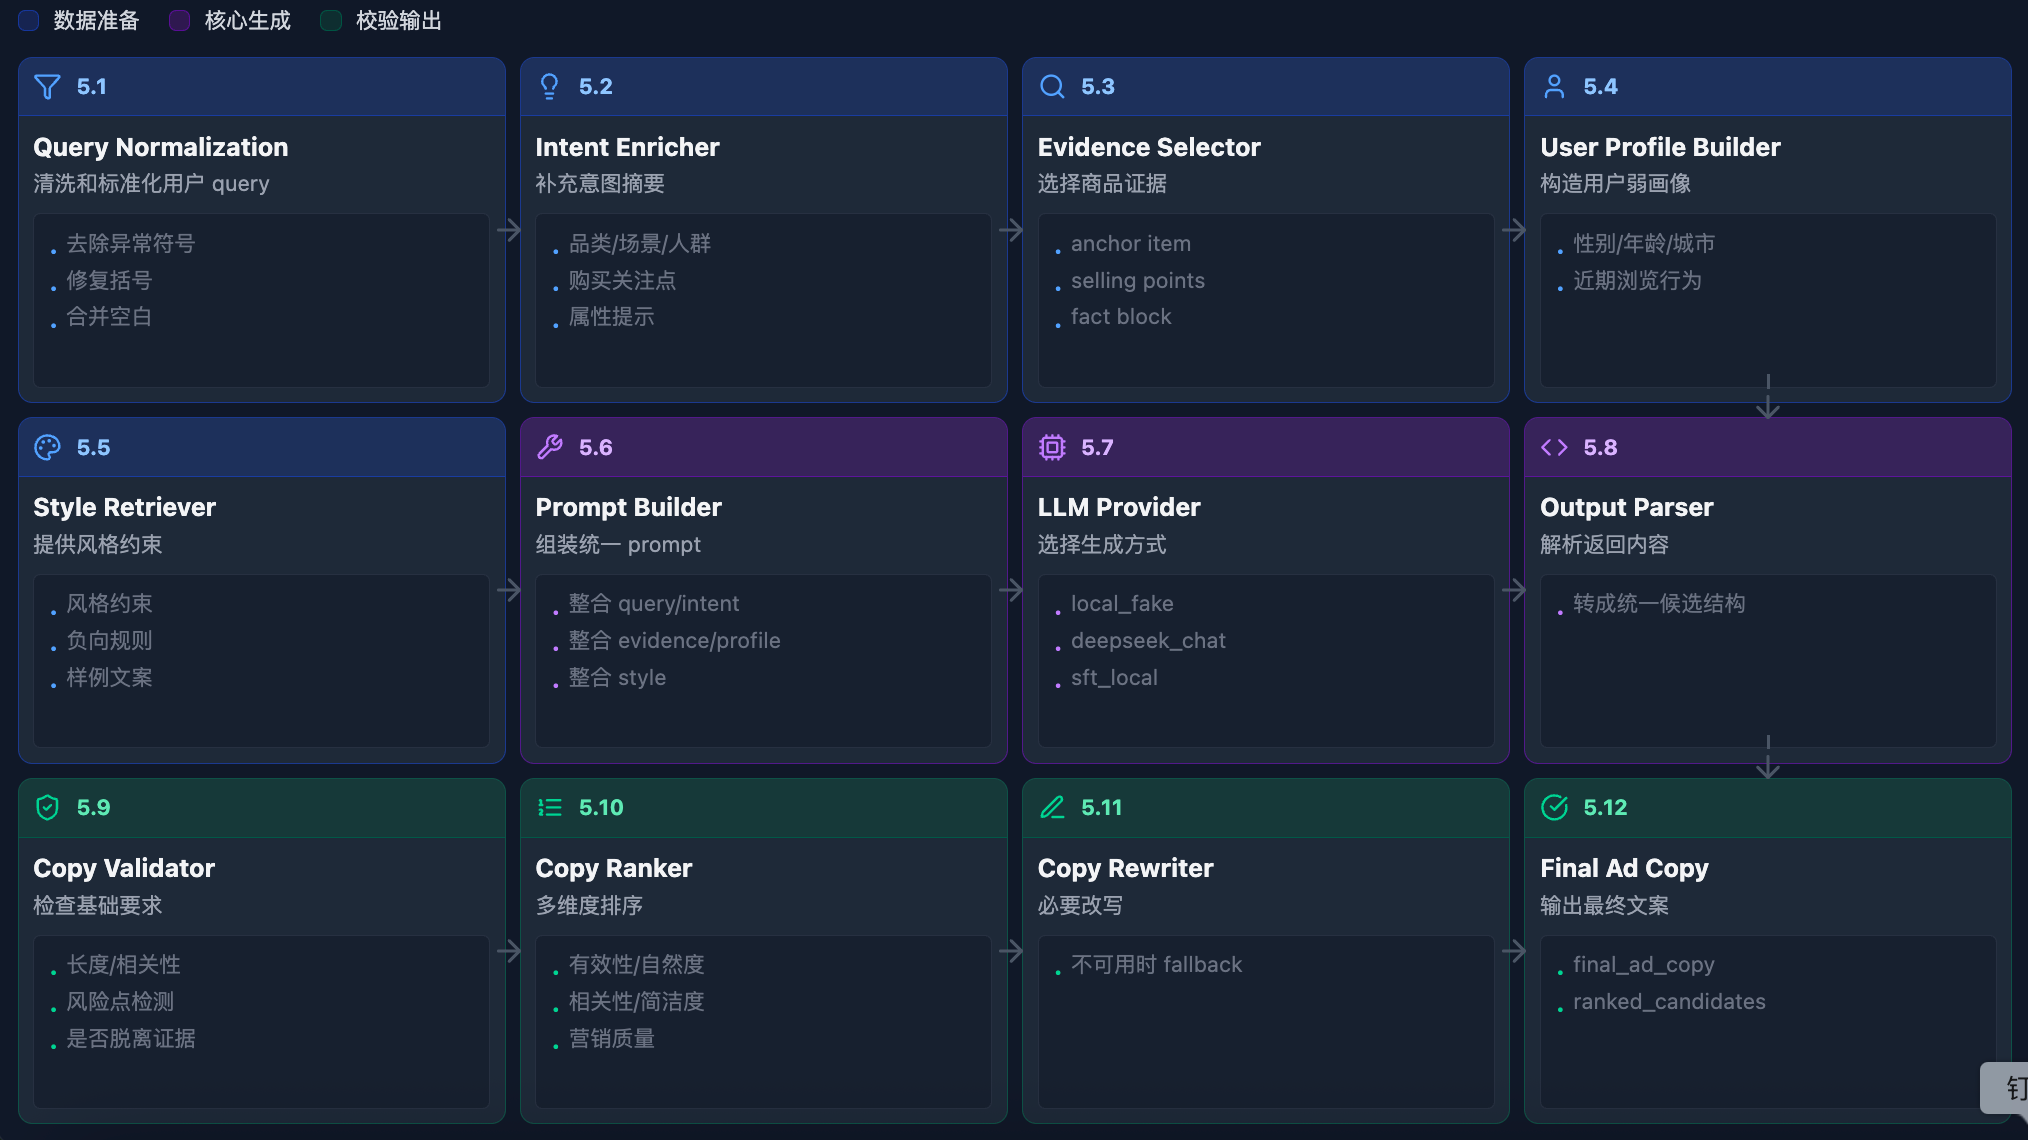 数据准备
核心生成
校验输出
5.1
Query Normalization
清洗和标准化用户 query
去除异常符号
修复括号
合并空白
5.2
Intent Enricher
补充意图摘要
品类/场景/人群
购买关注点
属性提示
5.3
Evidence Selector
选择商品证据
anchor item
selling points
fact block
5.4
User Profile Builder
构造用户弱画像
性别/年龄/城市
近期浏览行为
5.5
Style Retriever
提供风格约束
风格约束
负向规则
样例文案
5.6
Prompt Builder
组装统一 prompt
整合 query/intent
整合 evidence/profile
整合 style
5.7
LLM Provider
选择生成方式
local_fake
deepseek_chat
sft_local
5.8
Output Parser
解析返回内容
转成统一候选结构
5.9
Copy Validator
检查基础要求
长度/相关性
风险点检测
是否脱离证据
5.10
Copy Ranker
多维度排序
有效性/自然度
相关性/简洁度
营销质量
5.11
Copy Rewriter
必要改写
不可用时 fallback
5.12
Final Ad Copy
输出最终文案
final_ad_copy
ranked_candidates
钉